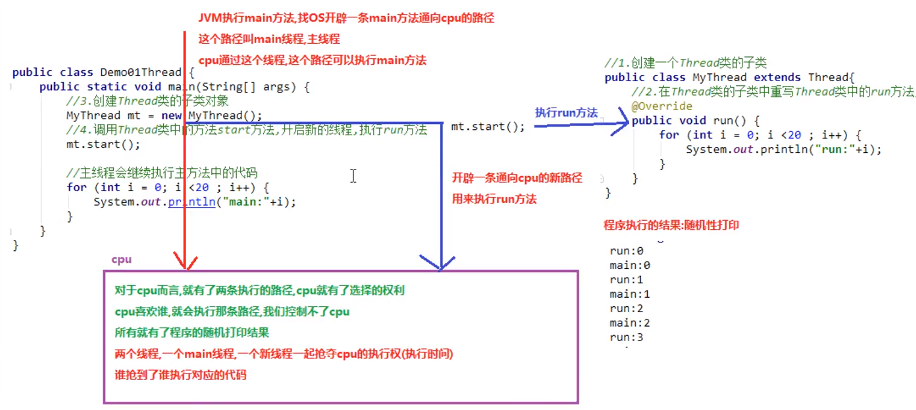 JVM执行main方法,找OS开辟一条main方法通向cpu的路径
这个路径叫main线程,主线程
cpu通过这个线程,这个路径可以执行main方法
public class Demo01Thread {
public static void main(String[] args) {
//3.创建Thread类的子类对象
MyThread mt = new MyThread();
//4.调用Thread类中的方法start方法,开启新的线程,执行run方法
mt.start();
//主线程会继续执行主方法中的代码
for (int i = 0; i <20 ; i++) {
System.out.println("main:"+i);
}
}
}
mt.start();
执行run方法
开辟一条通向cpu的新路径
用来执行run方法
//1.创建一个Thread类的子类
public class MyThread extends Thread{
//2.在Thread类的子类中重写Thread类中的run方法
@Override
public void run() {
for (int i = 0; i <20 ; i++) {
System.out.println("run:"+i);
}
}
}
程序执行的结果:随机性打印
run:0
main:0
run:1
main:1
run:2
main:2
run:3
cpu
对于cpu而言,就有了两条执行的路径,cpu就有了选择的权利
cpu喜欢谁,就会执行那条路径,我们控制不了cpu
所有就有了程序的随机打印结果
两个线程,一个main线程,一个新线程一起抢夺cpu的执行权(执行时间)
谁抢到了谁执行对应的代码